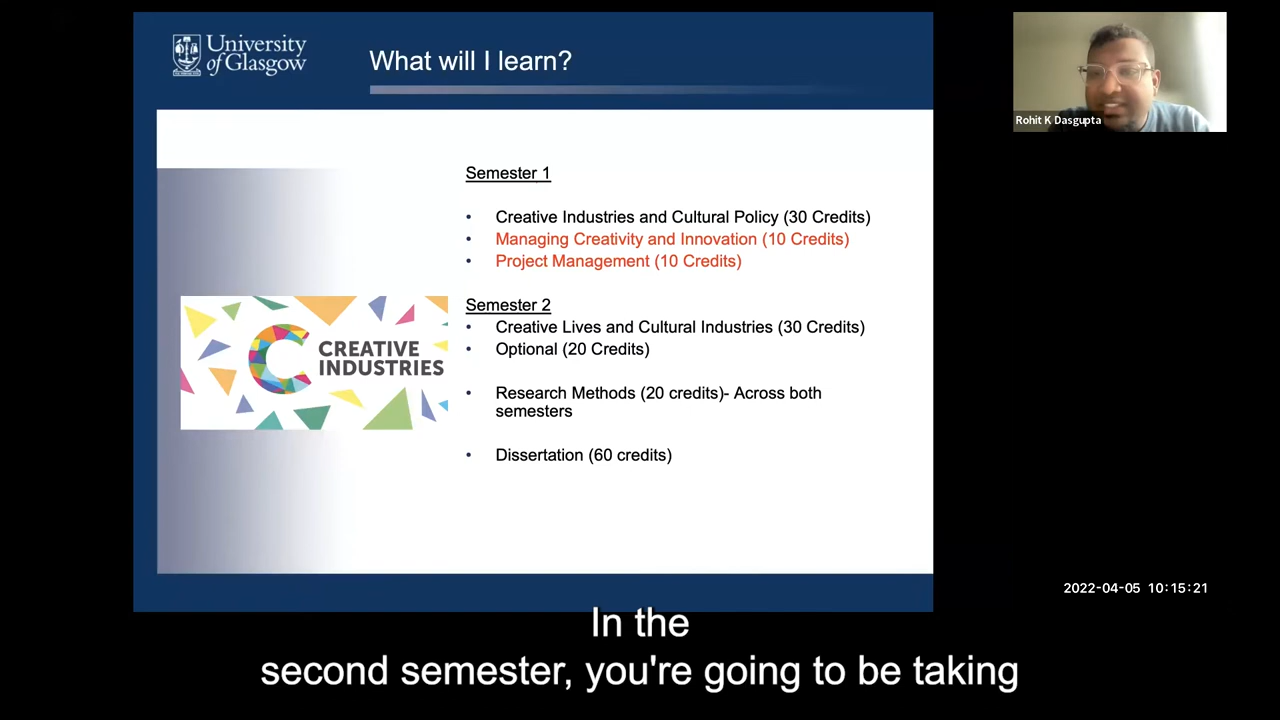 University
of Glasgow
What will I learn?
Rohit K Dasgupta
Semester 1
• Creative Industries and Cultural Policy (30 Credits)
• Managing Creativity and Innovation (10 Credits)
• Project Management (10 Credits)
Semester 2
• Creative Lives and Cultural Industries (30 Credits)
• Optional (20 Credits)
• Research Methods (20 credits)- Across both
semesters
• Dissertation (60 credits)
CREATIVE
INDUSTRIES
2022-04-05 10:15:21
In the
second semester, you're going to be taking